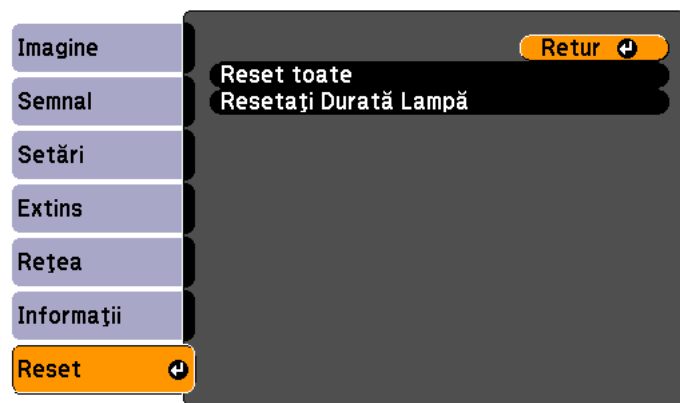 Imagine
Semnal
Setări
Extins
Reţea
Informaţii
Reset
Retur
Reset toate
Resetaţi Durată Lampă